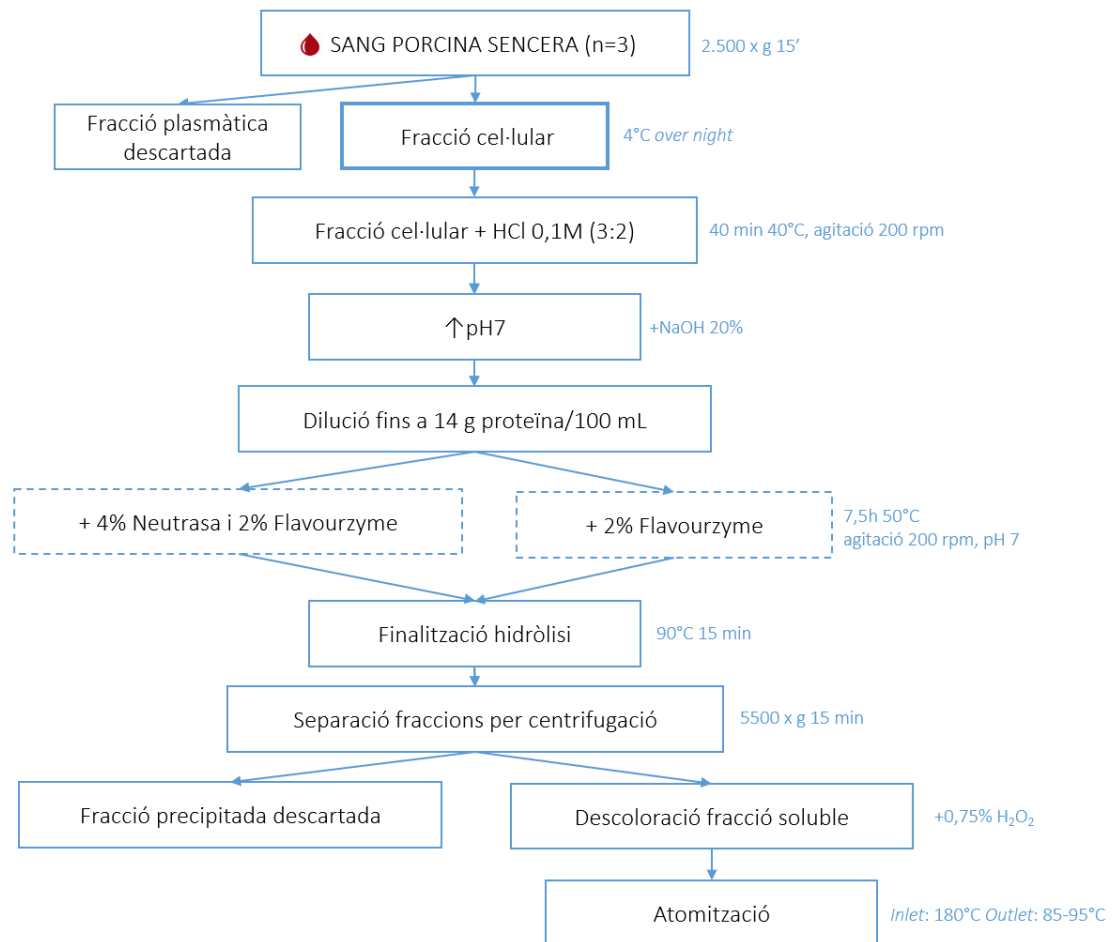 SANG PORCINA SENCERA (n=3)
2.500 x g 15’
Fracció plasmàtica
descartada
Fracció cel·lular
4°C over night
Fracció cel·lular + HCl 0,1M (3:2)
40 min 40°C, agitació 200 rpm
↑pH7
+NaOH 20%
Dilució fins a 14 g proteïna/100 mL
+ 4% Neutrasa i 2% Flavourzyme
+ 2% Flavourzyme
7,5h 50°C
agitació 200 rpm, pH 7
Finalització hidròlisi
90°C 15 min
Separació fraccions per centrifugació
5500 x g 15 min
Fracció precipitada descartada
Descoloració fracció soluble
+0,75% H₂O₂
Atomització
Inlet: 180°C Outlet: 85-95°C